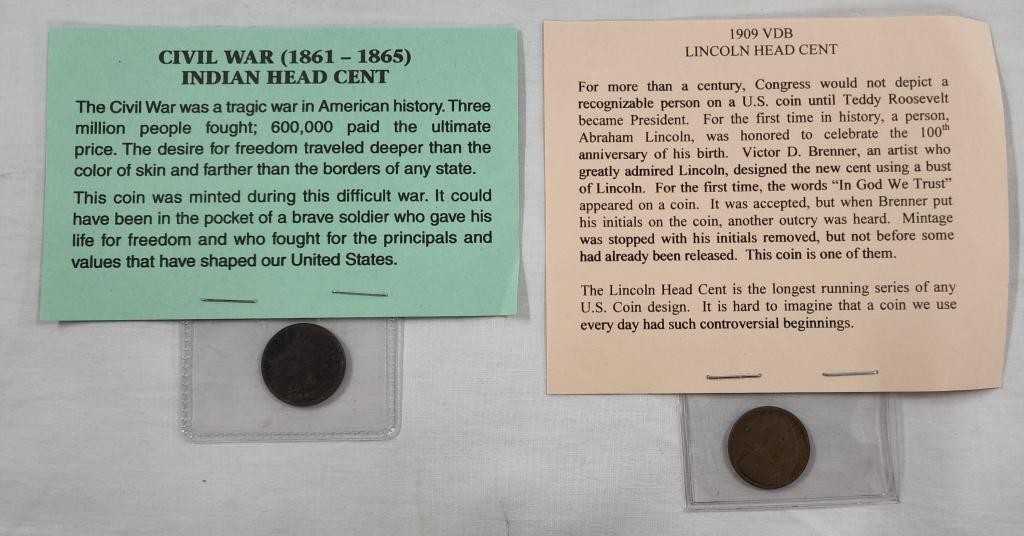 CIVIL WAR (1861 – 1865)
INDIAN HEAD CENT
The Civil War was a tragic war in American history. Three
million people fought; 600,000 paid the ultimate
price. The desire for freedom traveled deeper than the
color of skin and farther than the borders of any state.
This coin was minted during this difficult war. It could
have been in the pocket of a brave soldier who gave his
life for freedom and who fought for the principals and
values that have shaped our United States.
1909 VDB
LINCOLN HEAD CENT
For more than a century, Congress would not depict a
recognizable person on a U.S. coin until Teddy Roosevelt
became President. For the first time in history, a person,
Abraham Lincoln, was honored to celebrate the 100th
anniversary of his birth. Victor D. Brenner, an artist who
greatly admired Lincoln, designed the new cent using a bust
of Lincoln. For the first time, the words “In God We Trust”
appeared on a coin. It was accepted, but when Brenner put
his initials on the coin, another outcry was heard. Mintage
was stopped with his initials removed, but not before some
had already been released. This coin is one of them.
The Lincoln Head Cent is the longest running series of any
U.S. Coin design. It is hard to imagine that a coin we use
every day had such controversial beginnings.